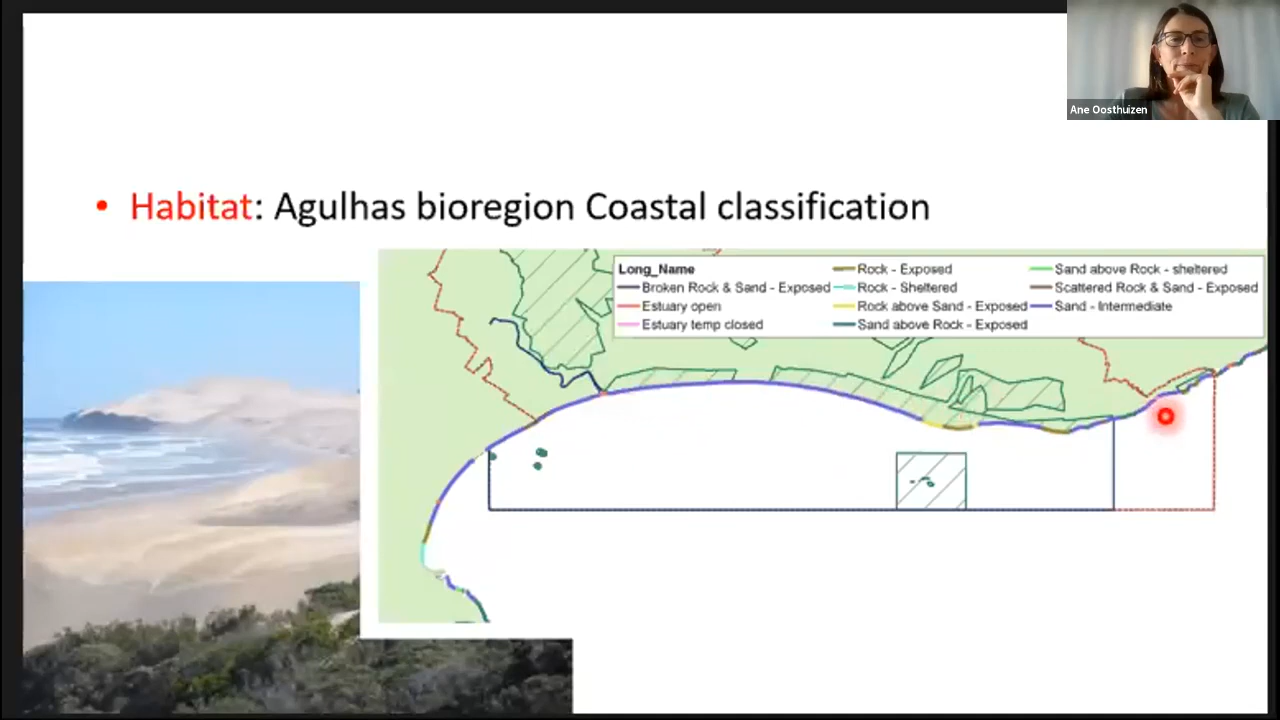 Ane Oosthuizen
• Habitat: Agulhas bioregion Coastal classification
Long_Name
Broken Rock & Sand - Exposed
Estuary open
Estuary temp closed
Rock - Exposed
Rock - Sheltered
Rock above Sand - Exposed
Sand above Rock - Exposed
Sand above Rock - sheltered
Scattered Rock & Sand - Exposed
Sand - Intermediate